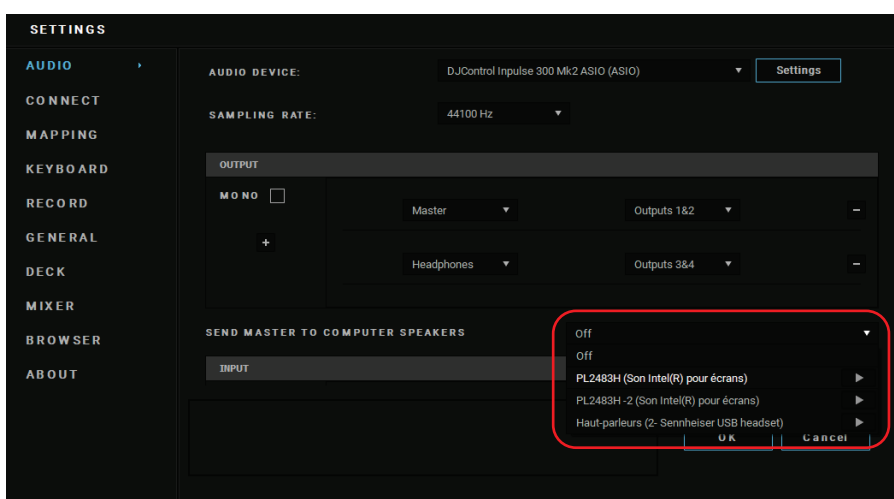 SETTINGS
AUDIO
CONNECT
MAPPING
KEYBOARD
RECORD
GENERAL
DECK
MIXER
BROWSER
ABOUT
AUDIO DEVICE: DJControl Inpulse 300 Mk2 ASIO (ASIO) Settings
SAMPLING RATE: 44100 Hz
OUTPUT
MONO
Master Outputs 1&2 −
+
Headphones Outputs 3&4 −
SEND MASTER TO COMPUTER SPEAKERS Off
Off
INPUT
PL2483H (Son Intel(R) pour écrans)
PL2483H -2 (Son Intel(R) pour écrans)
Haut-parleurs (2- Sennheiser USB headset)
OK Cancel